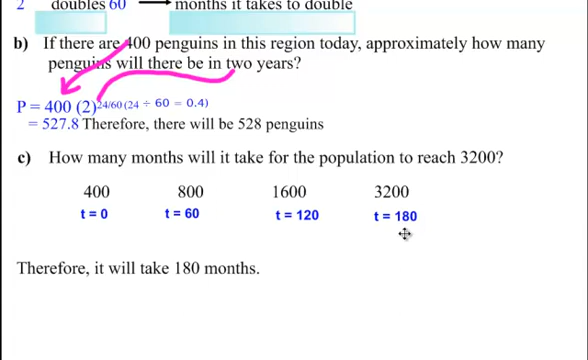 2 doubles 60 months it takes to double
b) If there are 400 penguins in this region today, approximately how many
penguins will there be in two years?
P = 400 (2)^24/60 (24 ÷ 60 = 0.4)
= 527.8 Therefore, there will be 528 penguins
c) How many months will it take for the population to reach 3200?
400 800 1600 3200
t = 0 t = 60 t = 120 t = 180
Therefore, it will take 180 months.